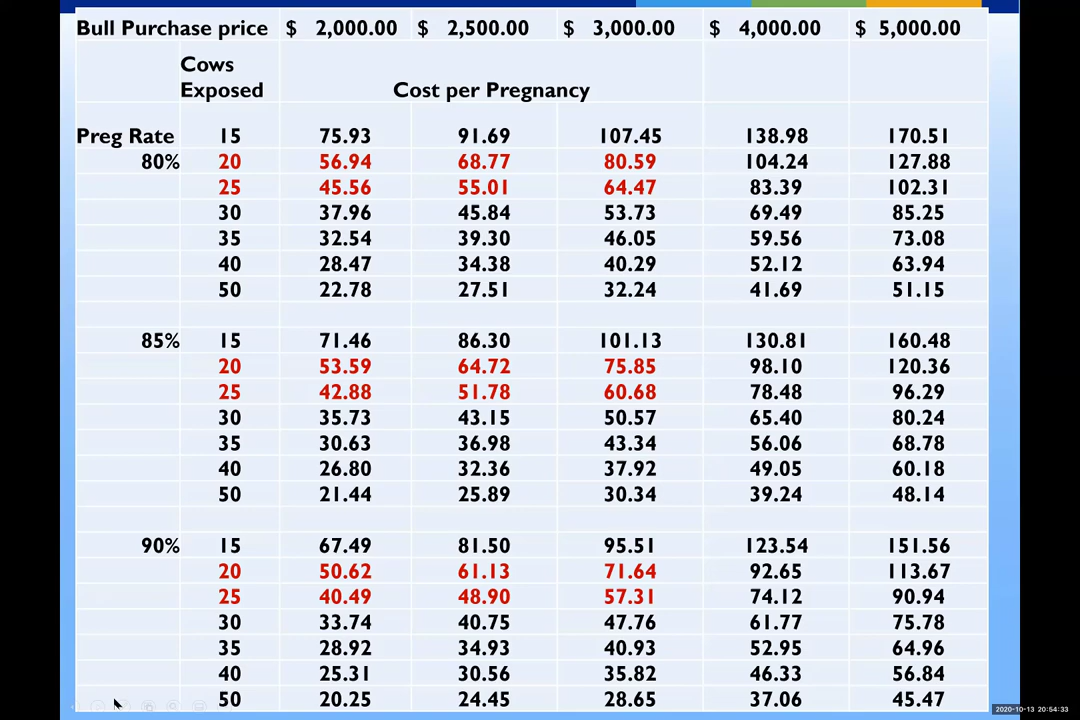 Bull Purchase price $ 2,000.00 $ 2,500.00 $ 3,000.00 $ 4,000.00 $ 5,000.00
Cows
Exposed Cost per Pregnancy
Preg Rate 15 75.93 91.69 107.45 138.98 170.51
80% 20 56.94 68.77 80.59 104.24 127.88
25 45.56 55.01 64.47 83.39 102.31
30 37.96 45.84 53.73 69.49 85.25
35 32.54 39.30 46.05 59.56 73.08
40 28.47 34.38 40.29 52.12 63.94
50 22.78 27.51 32.24 41.69 51.15
85% 15 71.46 86.30 101.13 130.81 160.48
20 53.59 64.72 75.85 98.10 120.36
25 42.88 51.78 60.68 78.48 96.29
30 35.73 43.15 50.57 65.40 80.24
35 30.63 36.98 43.34 56.06 68.78
40 26.80 32.36 37.92 49.05 60.18
50 21.44 25.89 30.34 39.24 48.14
90% 15 67.49 81.50 95.51 123.54 151.56
20 50.62 61.13 71.64 92.65 113.67
25 40.49 48.90 57.31 74.12 90.94
30 33.74 40.75 47.76 61.77 75.78
35 28.92 34.93 40.93 52.95 64.96
40 25.31 30.56 35.82 46.33 56.84
50 20.25 24.45 28.65 37.06 45.47
2020-10-13 20:54:33